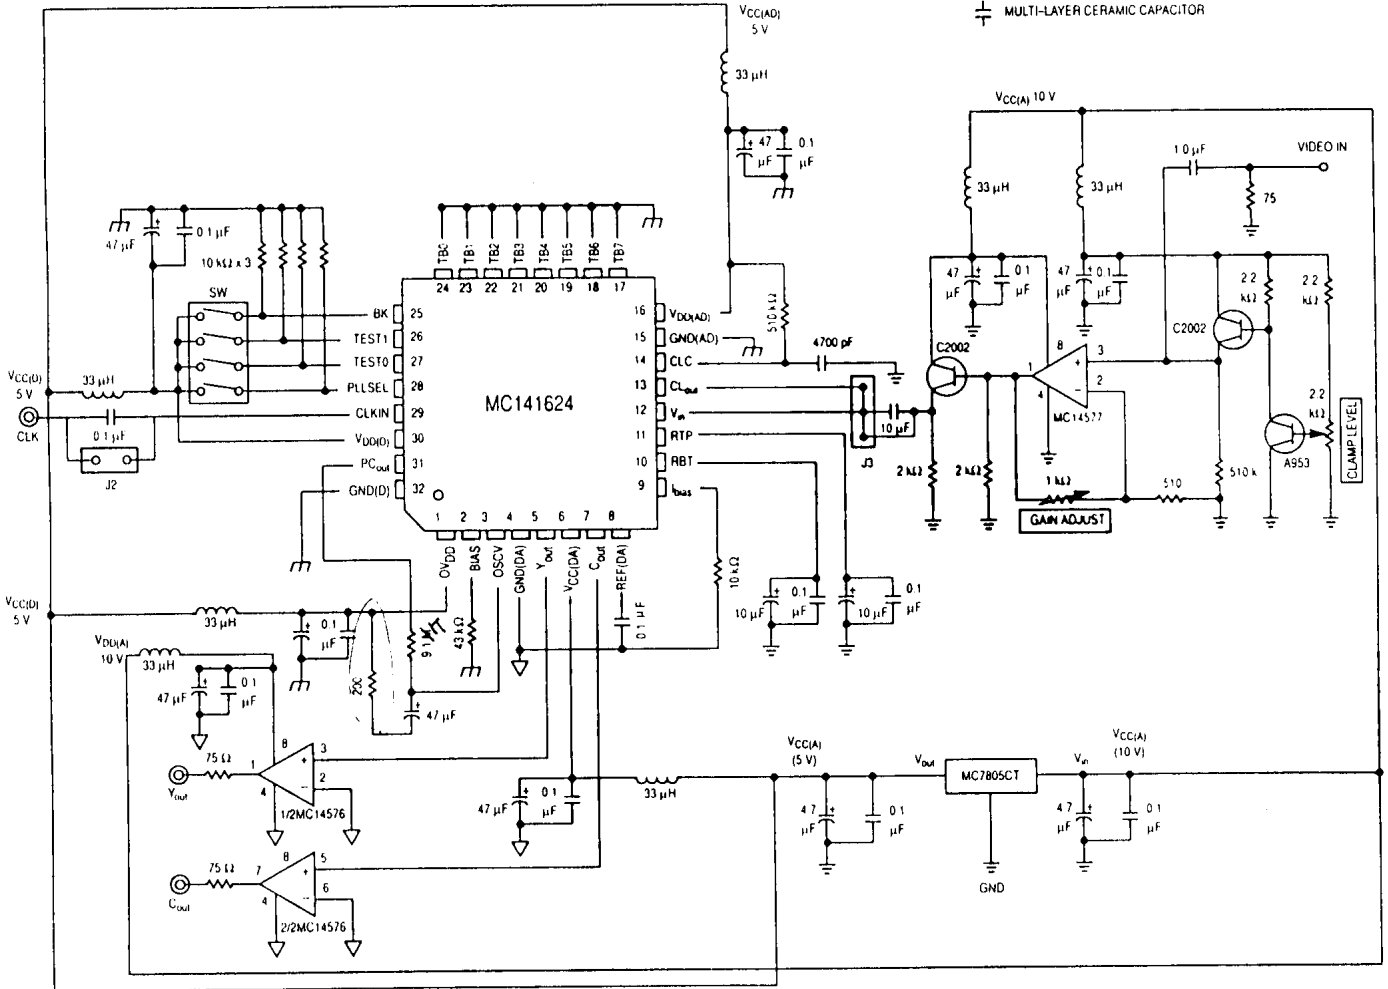 VCC(AD)
5 V
MULTI-LAYER CERAMIC CAPACITOR
33 µH
VCC(A) 10 V
47 µF
0.1 µF
1.0 µF
VIDEO IN
33 µH
33 µH
75
47 µF
0.1 µF
10 kΩ x 3
TB0
TB1
TB2
TB3
TB4
TB5
TB6
TB7
24
23
22
21
20
19
18
17
SW
BK
25
TEST1
26
TEST0
27
PLLSEL
28
CLKIN
29
VDD(D)
30
PCout
31
GND(D)
32
MC141624
16
VDD(AD)
15
GND(AD)
14
CLC
13
CLout
12
Vin
11
RTP
10
RBT
9
Ibias
510 kΩ
4700 pF
47 µF
0.1 µF
47 µF
0.1 µF
2.2 kΩ
2.2 kΩ
C2002
C2002
1
8
3
2
4
MC14577
2.2 kΩ
A953
CLAMP LEVEL
VCC(D)
5 V
33 µH
CLK
0.1 µF
J2
J3
10 µF
2 kΩ
2 kΩ
1 kΩ
GAIN ADJUST
510
510 k
1
2
3
4
5
6
7
8
OVDD
BIAS
OSCV
GND(DA)
Yout
VCC(DA)
Cout
REF(DA)
10 kΩ
10 µF
0.1 µF
10 µF
0.1 µF
VCC(D)
5 V
33 µH
0.1 µF
200
9.1
43 kΩ
0.1 µF
47 µF
VDD(A)
10 V
33 µH
47 µF
0.1 µF
Yout
75 Ω
1
8
3
2
4
1/2MC14576
Cout
75 Ω
7
8
5
6
4
2/2MC14576
47 µF
0.1 µF
33 µH
VCC(A)
(5 V)
Vout
MC7805CT
Vin
VCC(A)
(10 V)
4.7 µF
0.1 µF
GND
4.7 µF
0.1 µF